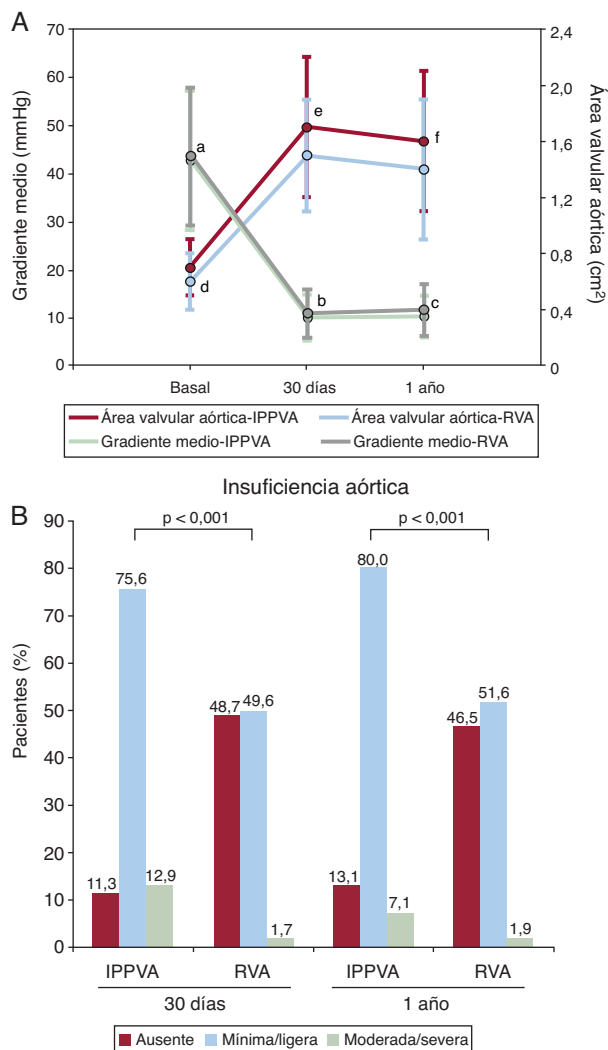 A
Gradiente medio (mmHg)
70
60
50
40
30
20
10
0
Área valvular aórtica (cm²)
2,4
2,0
1,6
1,2
0,8
0,4
0
a
b
c
d
e
f
Basal
30 días
1 año
Área valvular aórtica-IPPVA
Área valvular aórtica-RVA
Gradiente medio-IPPVA
Gradiente medio-RVA
Insuficiencia aórtica
B
Pacientes (%)
90
80
70
60
50
40
30
20
10
0
p < 0,001
p < 0,001
11,3
75,6
12,9
48,7
49,6
1,7
13,1
80,0
7,1
46,5
51,6
1,9
IPPVA
RVA
IPPVA
RVA
30 días
1 año
Ausente
Mínima/ligera
Moderada/severa